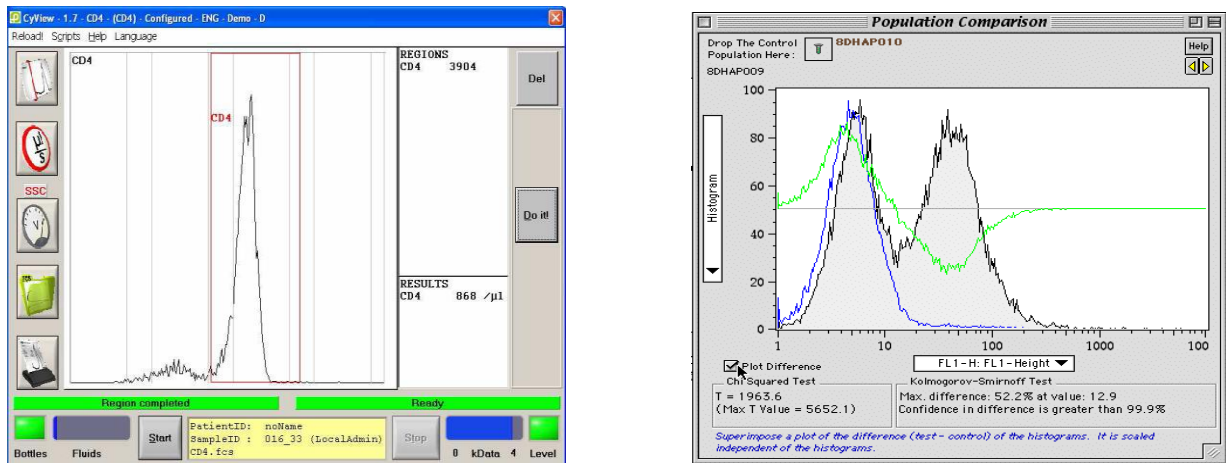 CyView - 1.7 - CD4 - (CD4) - Configured - ENG - Demo - D
Reload! Scripts Help Language
CD4
CD4
REGIONS
CD4 3904
Del
SSC
V
Do it!
RESULTS
CD4 868 /µl
Region completed
Ready
Bottles
Fluids
Start
PatientID: noName
SampleID : 016_33 (LocalAdmin)
CD4.fcs
Stop
0 kData 4
Level
Population Comparison
Drop The Control
Population Here :
8DHAP010
Help
8DHAP009
100
80
60
40
20
0
Histogram
1 10 100 1000 100
Plot Difference
FL1-H: FL1-Height
Chi Squared Test
T = 1963.6
(Max T Value = 5652.1)
Kolmogorov-Smirnoff Test
Max. difference: 52.2% at value: 12.9
Confidence in difference is greater than 99.9%
Superimpose a plot of the difference (test - control) of the histograms. It is scaled
independent of the histograms.